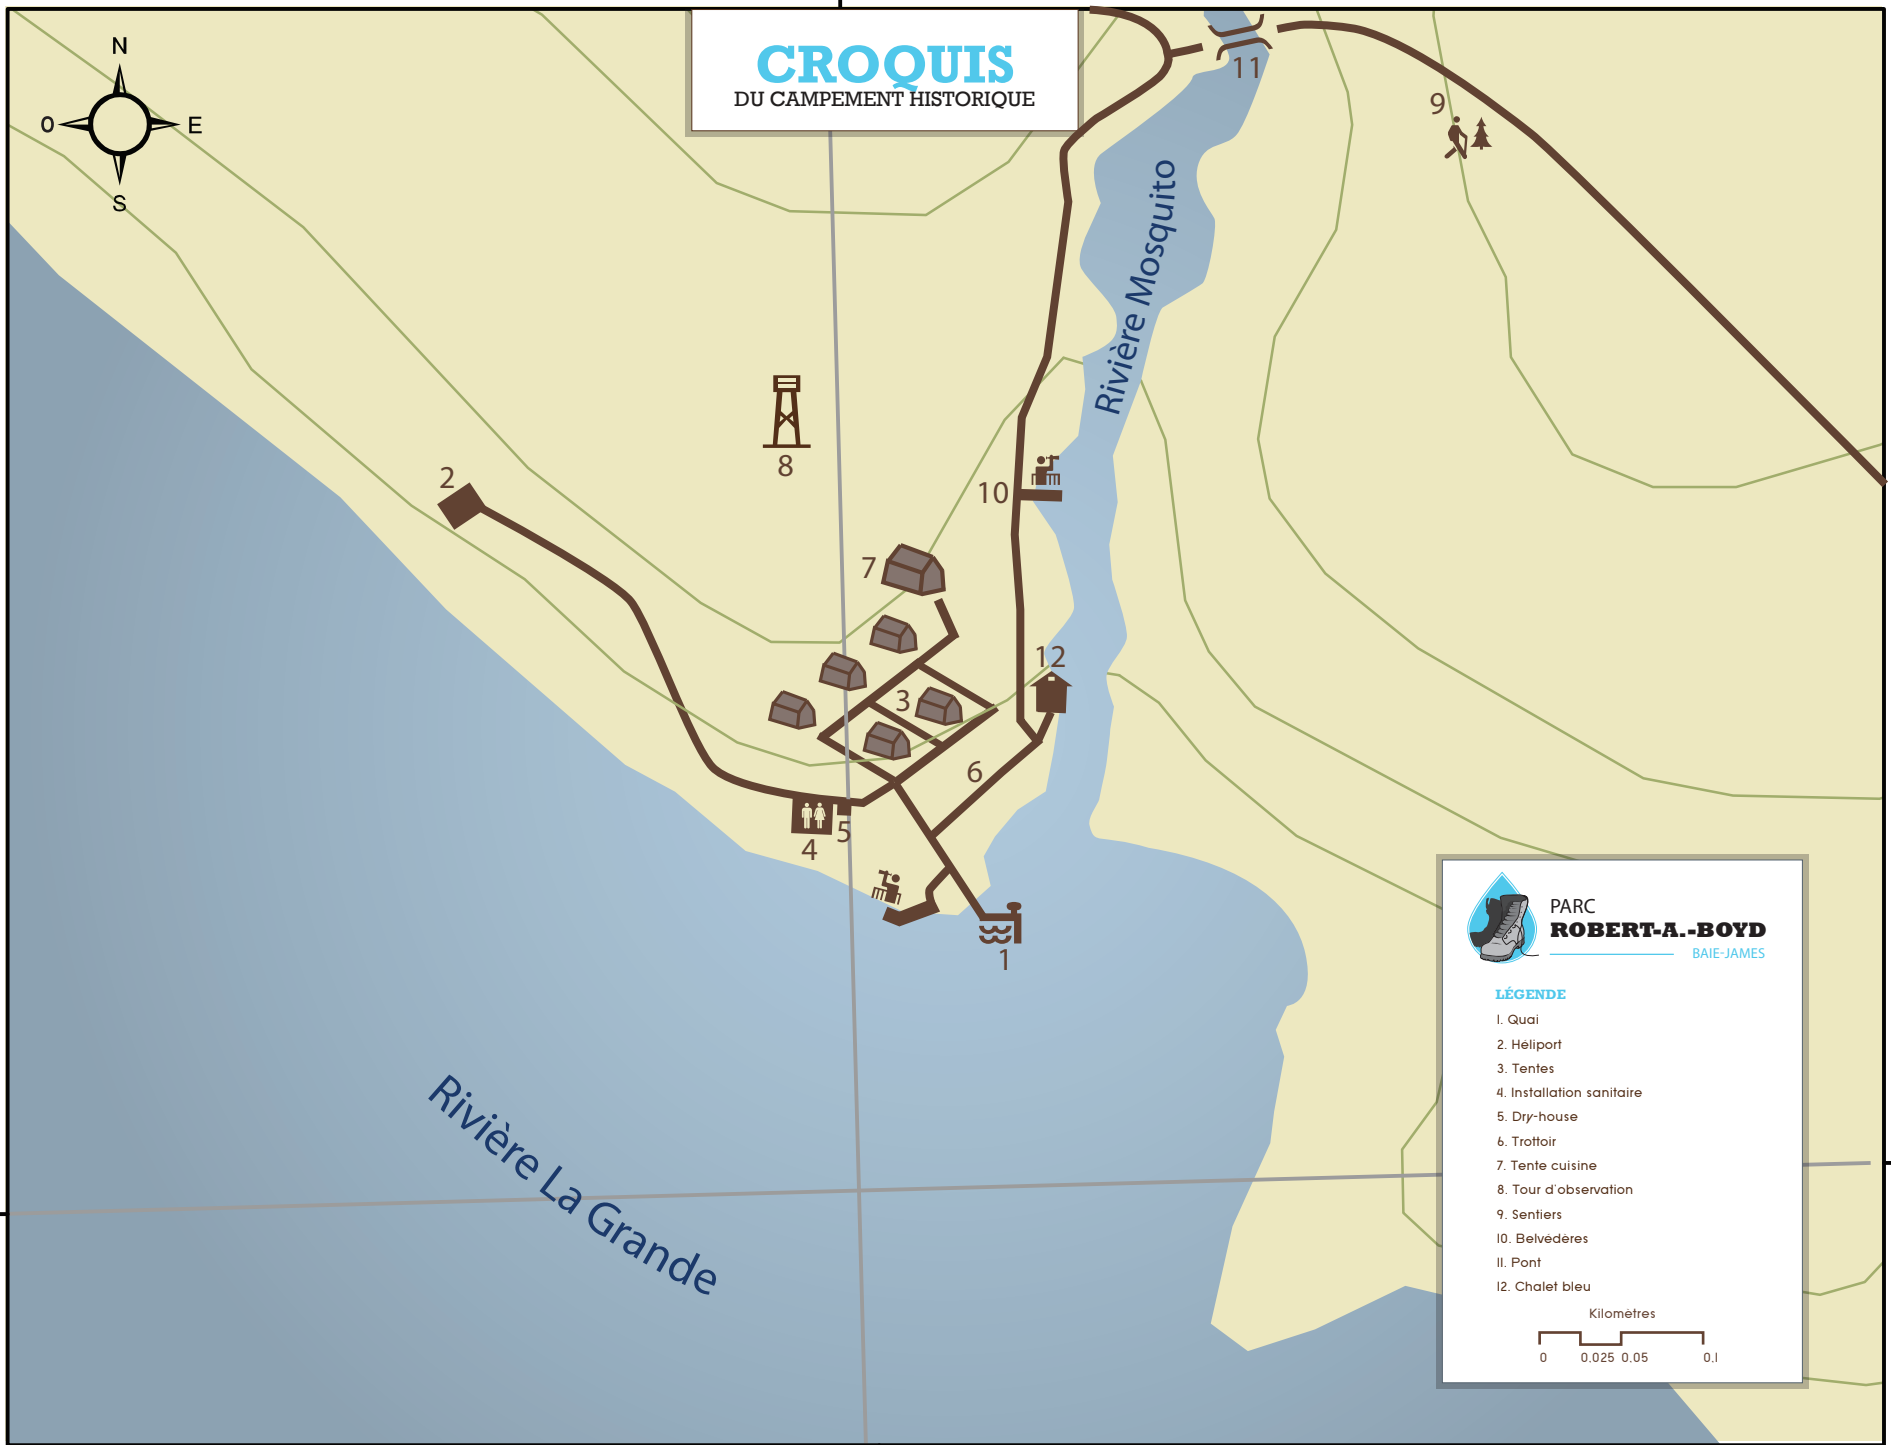 CROQUIS
DU CAMPEMENT HISTORIQUE
N
O
E
S
11
9
Rivière Mosquito
2
8
10
7
12
3
6
5
4
1
Rivière La Grande
PARC
ROBERT-A.-BOYD
BAIE-JAMES
LÉGENDE
1. Quai
2. Héliport
3. Tentes
4. Installation sanitaire
5. Dry-house
6. Trottoir
7. Tente cuisine
8. Tour d'observation
9. Sentiers
10. Belvédères
11. Pont
12. Chalet bleu
Kilomètres
0 0,025 0,05 0,1